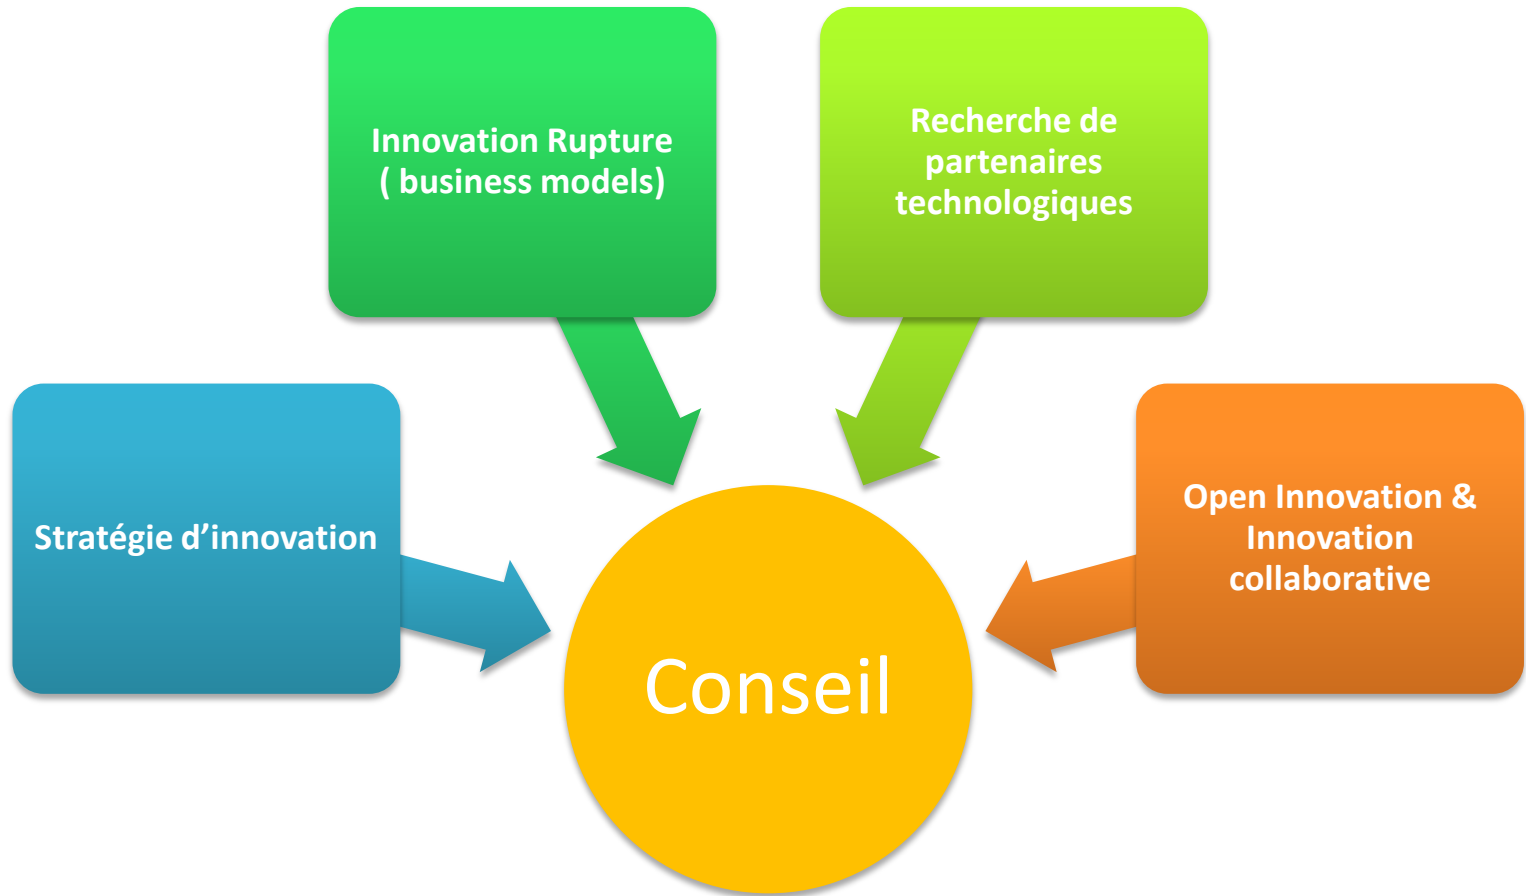 Innovation Rupture
( business models)
Recherche de
partenaires
technologiques
Stratégie d’innovation
Open Innovation &
Innovation
collaborative
Conseil